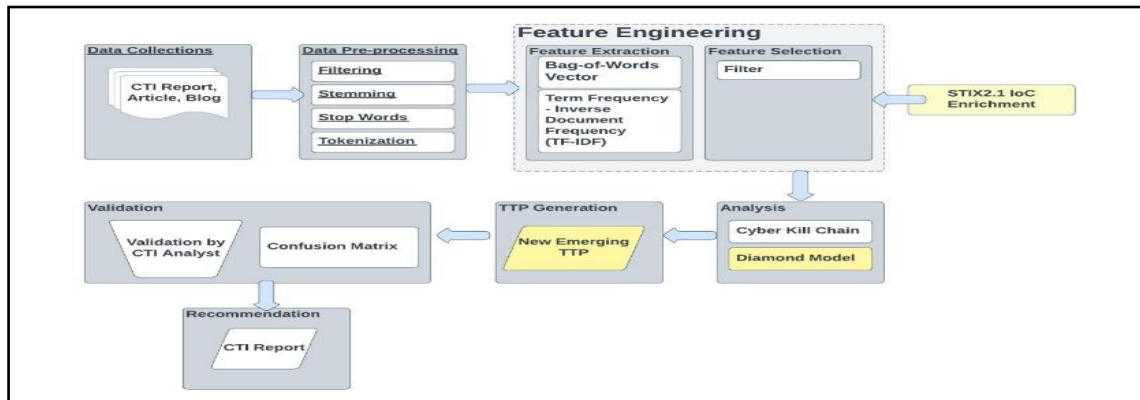 Feature Engineering
Data Collections
CTI Report,
Article, Blog
Data Pre-processing
Filtering
Stemming
Stop Words
Tokenization
Feature Extraction
Bag-of-Words
Vector
Term Frequency
- Inverse
Document
Frequency
(TF-IDF)
Feature Selection
Filter
STIX2.1 IoC
Enrichment
Analysis
Cyber Kill Chain
Diamond Model
TTP Generation
New Emerging
TTP
Validation
Validation by
CTI Analyst
Confusion Matrix
Recommendation
CTI Report